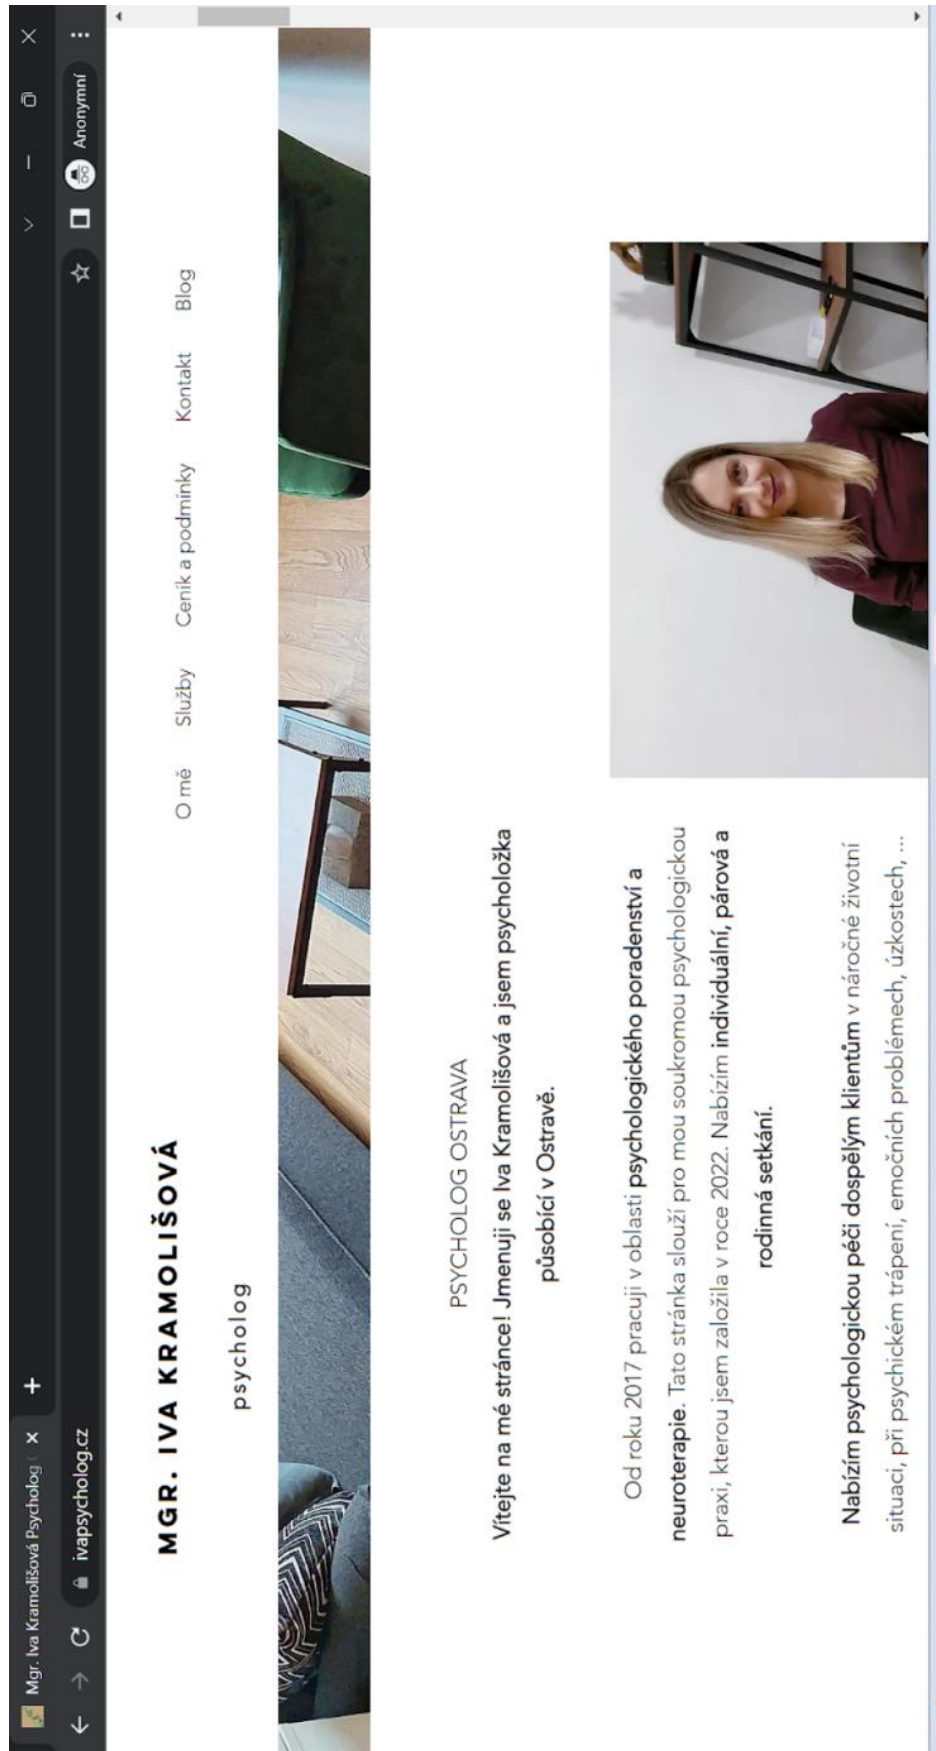 Mgr. Iva Kramolišová Psycholog
ivapsycholog.cz
Anonymní
MGR. IVA KRAMOLIŠOVÁ
psycholog
O mě Služby Ceník a podmínky Kontakt Blog
PSYCHOLOG OSTRAVA
Vítejte na mé stránce! Jmenuji se Iva Kramolišová a jsem psycholožka
působící v Ostravě.
Od roku 2017 pracuji v oblasti psychologického poradenství a
neuroterapie. Tato stránka slouží pro mou soukromou psychologickou
praxi, kterou jsem založila v roce 2022. Nabízím individuální, párová a
rodinná setkání.
Nabízím psychologickou péči dospělým klientům v náročné životní
situaci, při psychickém trápení, emočních problémech, úzkostech, ...